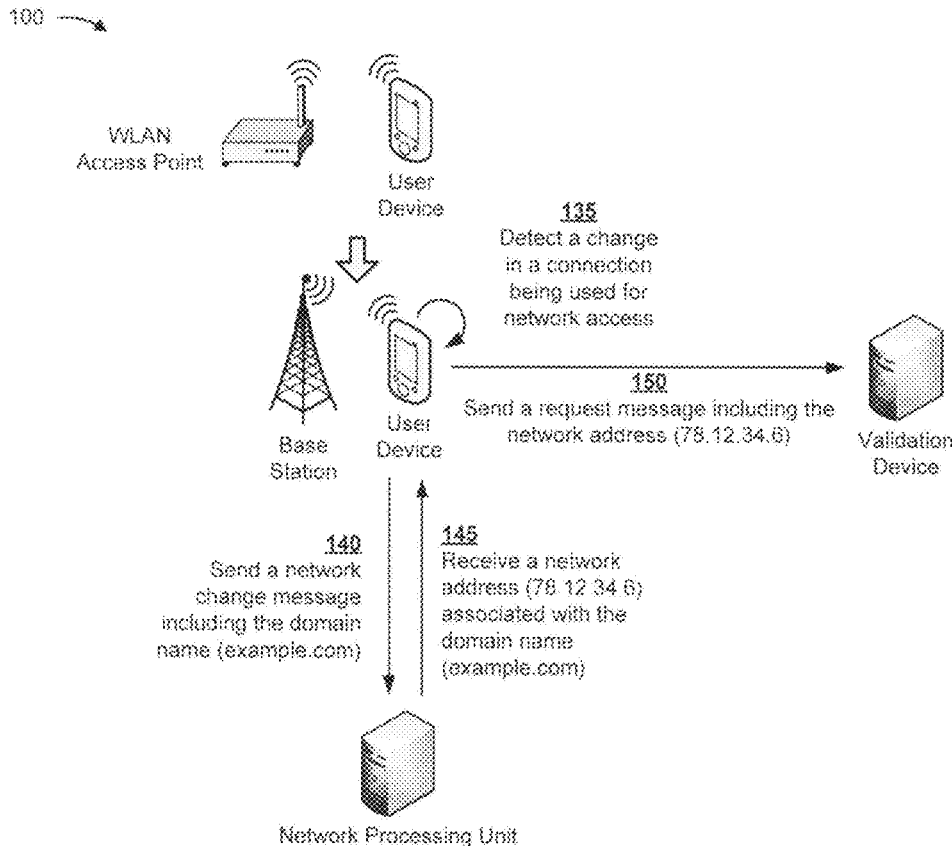 100
WLAN
Access Point
User
Device
135
Detect a change
in a connection
being used for
network access
Base
Station
User
Device
150
Send a request message including the
network address (78.12.34.6)
Validation
Device
140
Send a network
change message
including the domain
name (example.com)
145
Receive a network
address (78.12.34.6)
associated with the
domain name
(example.com)
Network Processing Unit